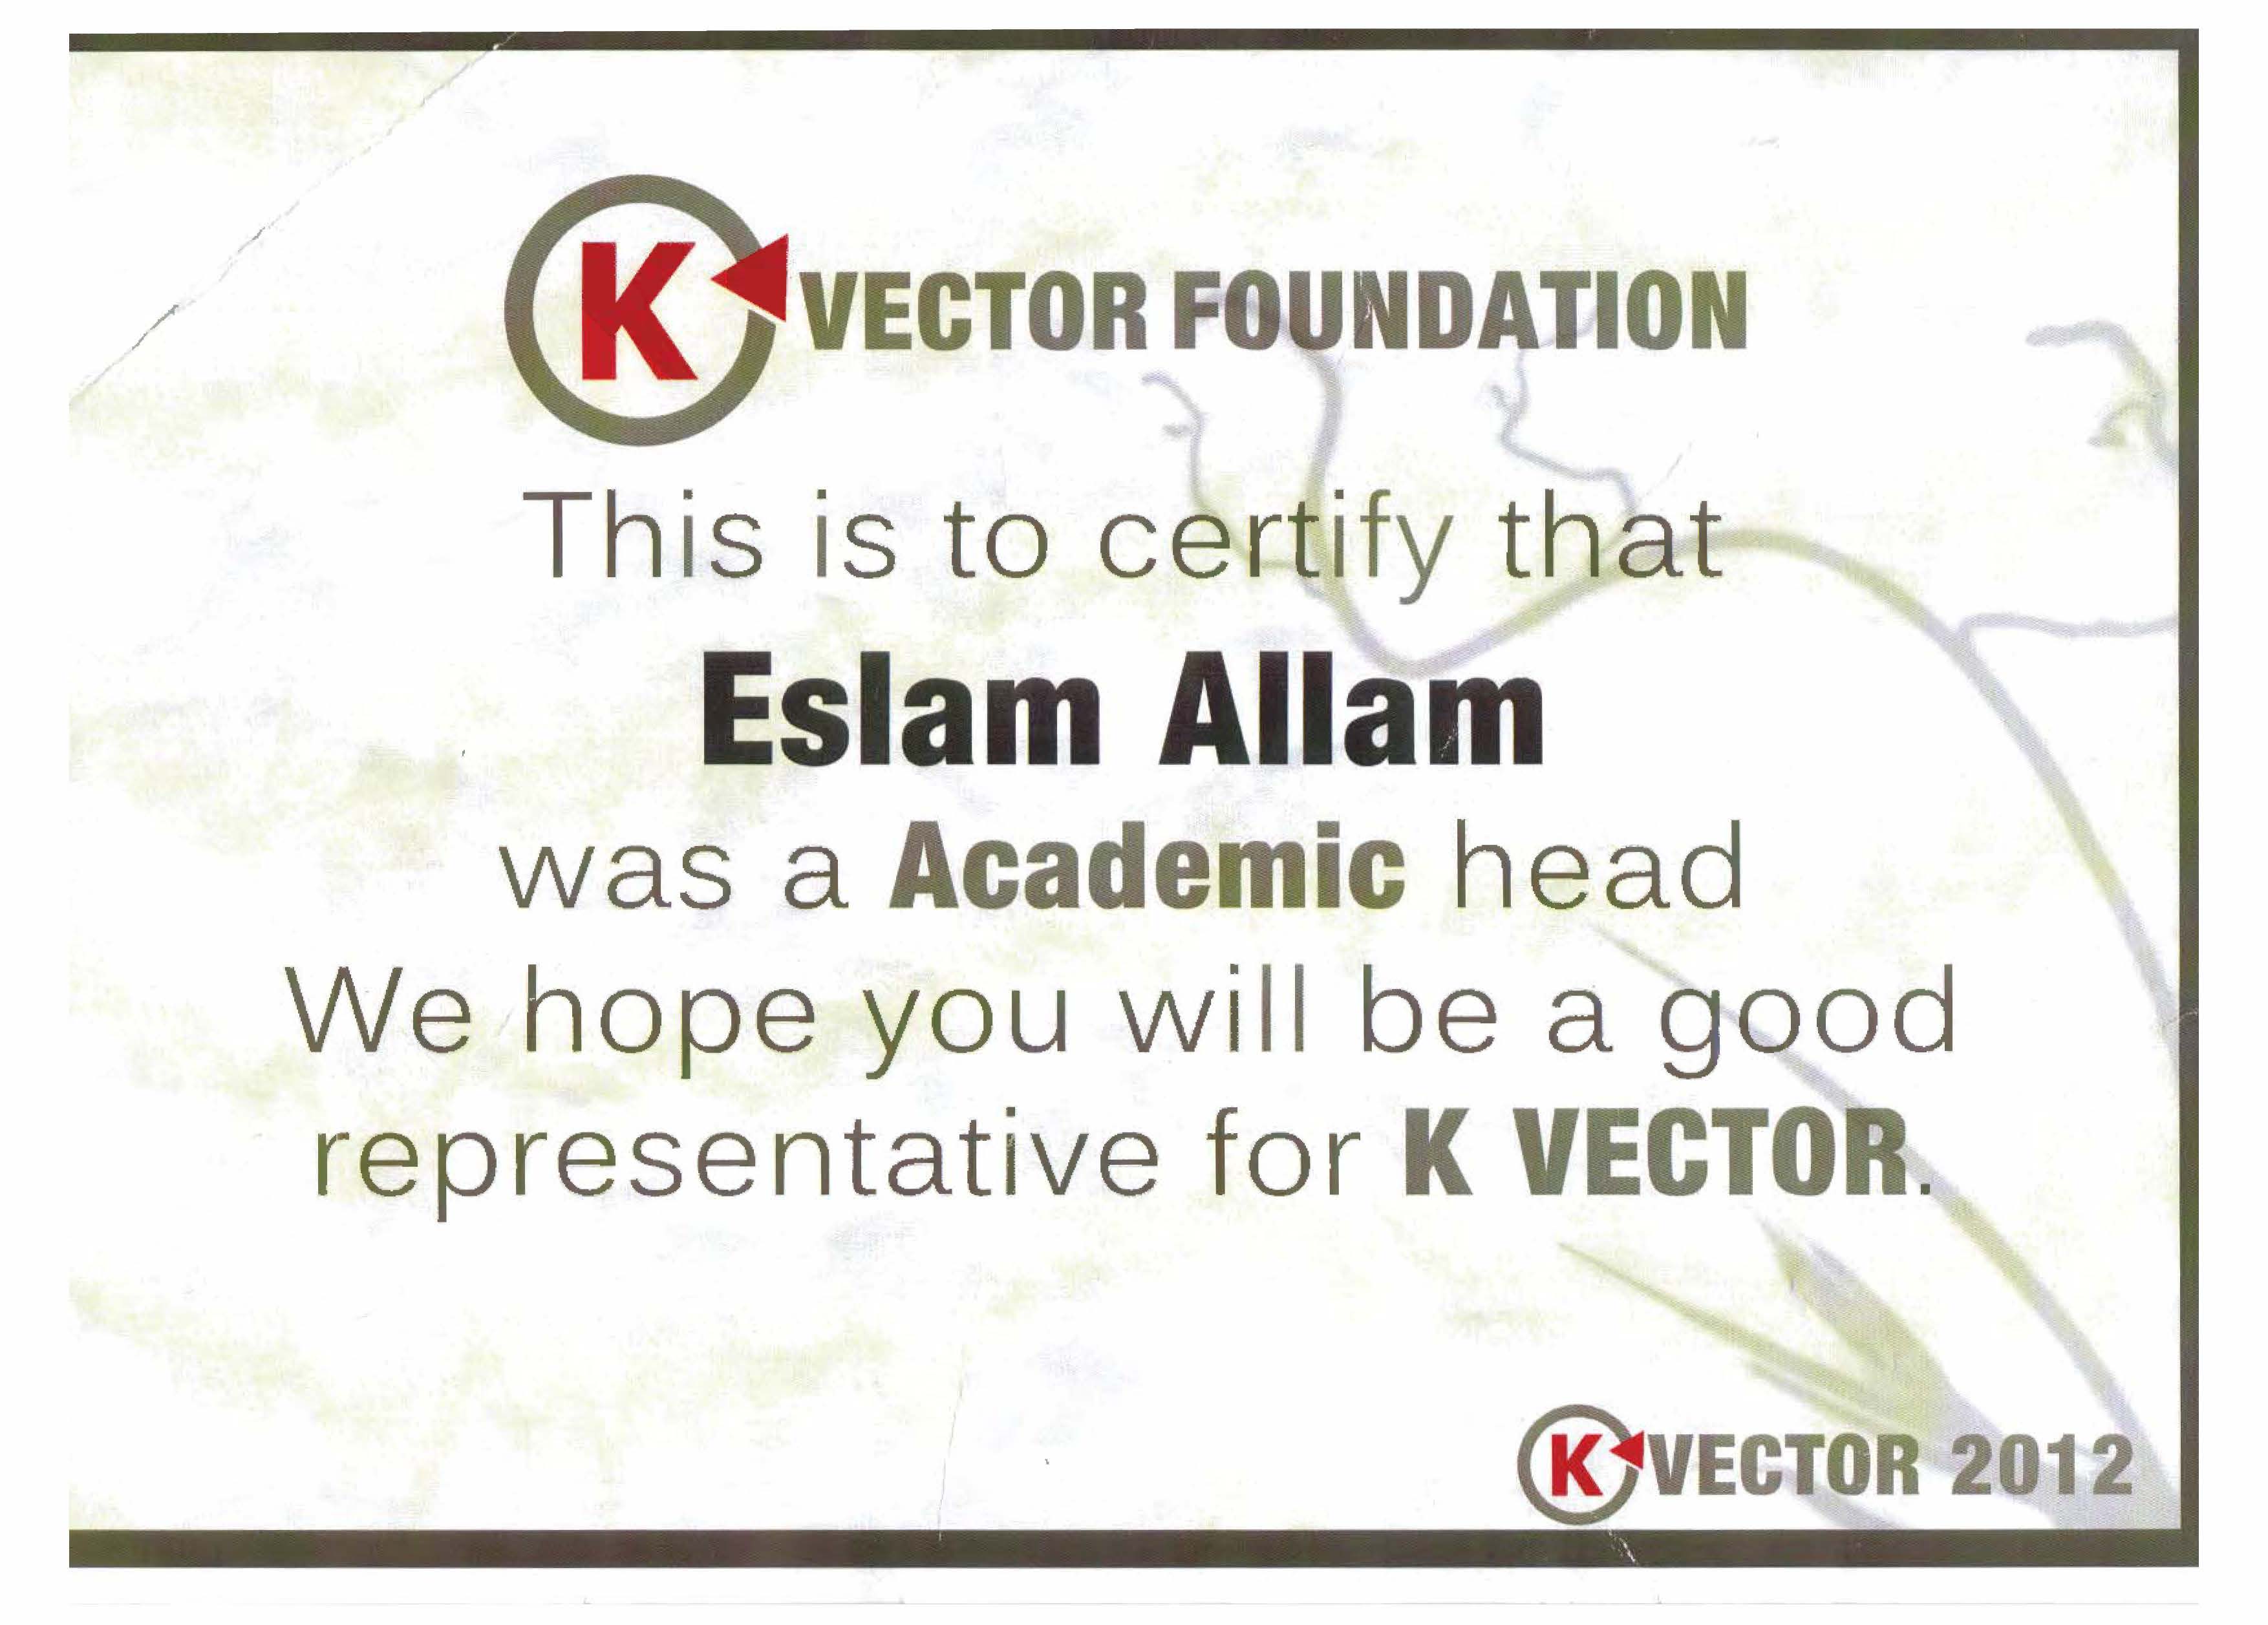 K VECTOR FOUNDATION
This is to certify that
Eslam Allam
was a Academic head
We hope you will be a good
representative for K VECTOR.
K VECTOR 2012